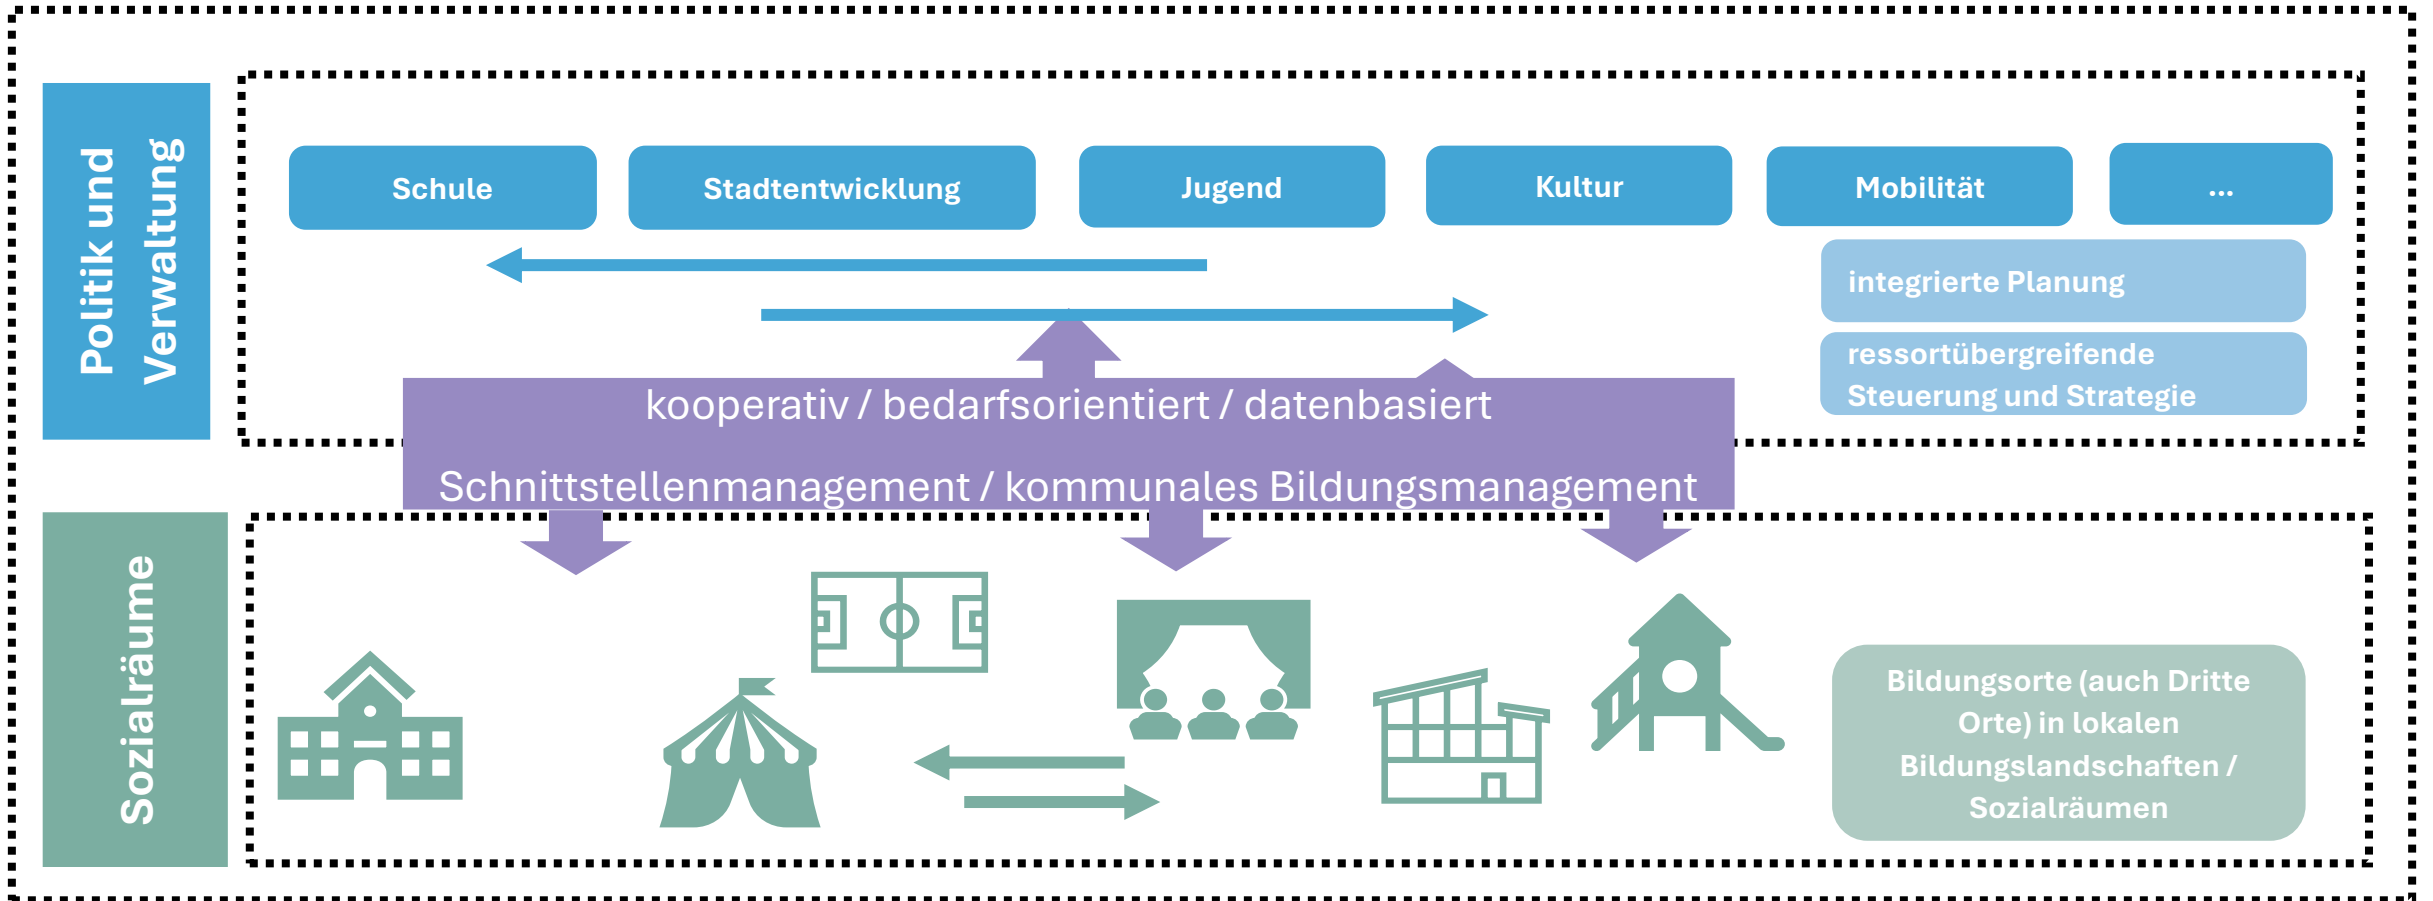 Politik und
Verwaltung
Schule
Stadtentwicklung
Jugend
Kultur
Mobilität
...
integrierte Planung
ressortübergreifende
Steuerung und Strategie
kooperativ / bedarfsorientiert / datenbasiert
Schnittstellenmanagement / kommunales Bildungsmanagement
Sozialräume
Bildungsorte (auch Dritte
Orte) in lokalen
Bildungslandschaften /
Sozialräumen